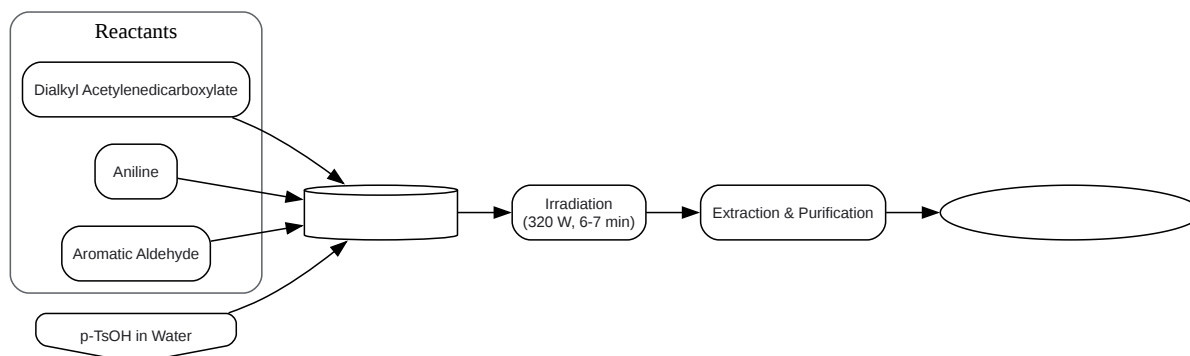 Reactants
Dialkyl Acetylenedicarboxylate
Aniline
Aromatic Aldehyde
p-TsOH in Water
Irradiation
(320 W, 6-7 min)
Extraction & Purification